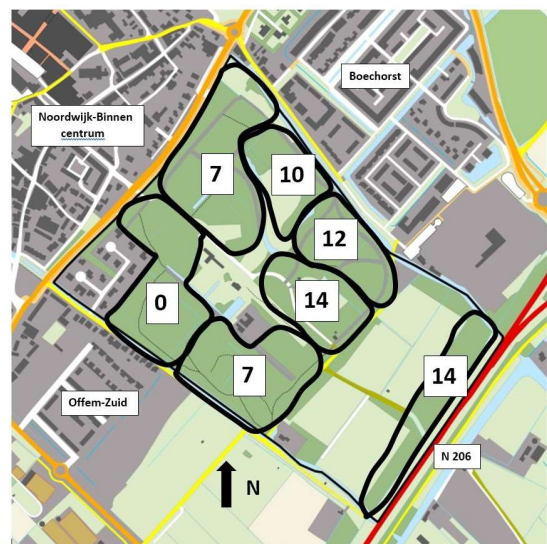 Boechorst
Noordwijk-Binnen
centrum
7
10
12
14
0
7
14
Offem-Zuid
N 206
N